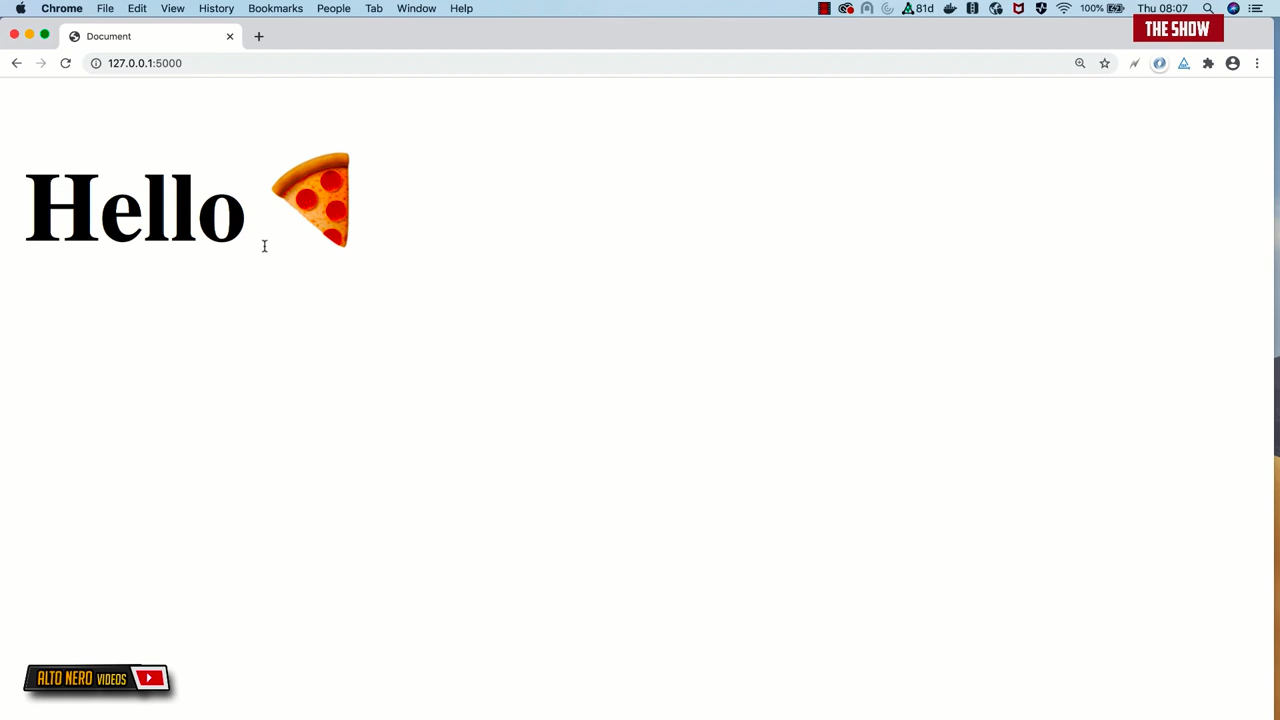 Chrome File Edit View History Bookmarks People Tab Window Help 81d 100% Thu 08:07
THE SHOW
Document
127.0.0.1:5000
Hello 🍕
ALTO NERO VIDEOS